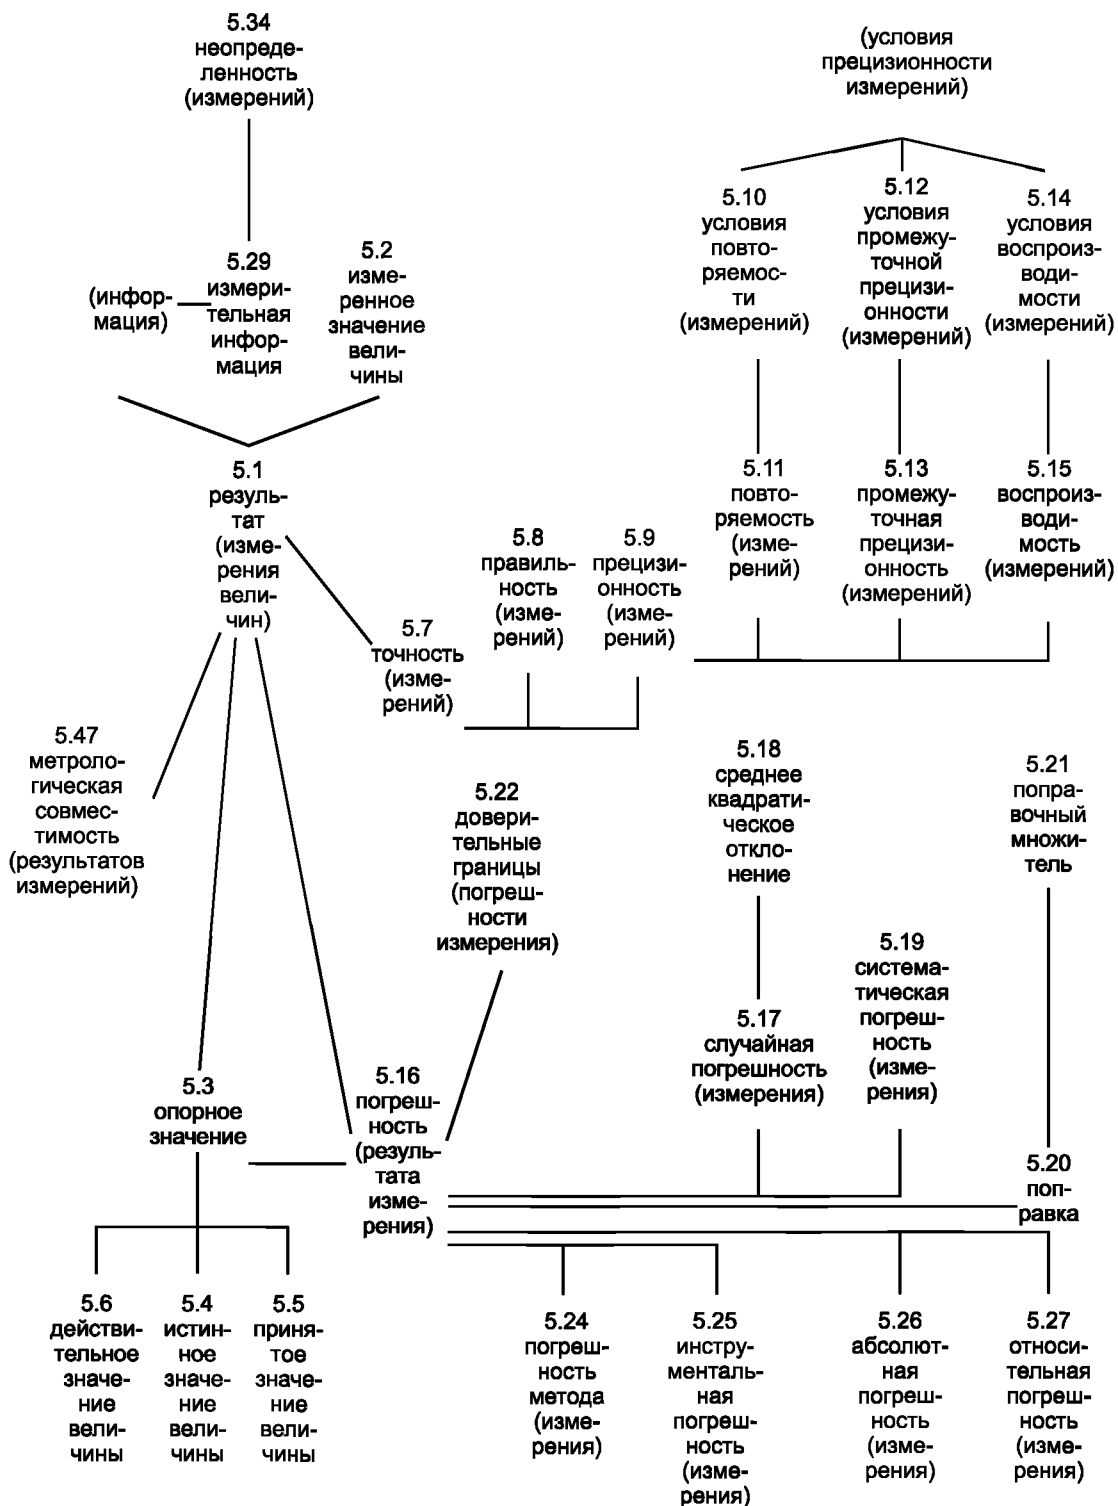 5.34
неопреде-
ленность
(измерений)
(условия
прецизионности
измерений)
5.10
условия
повто-
ряемос-
ти
(измерений)
5.12
условия
промежу-
точной
прецизи-
онности
(измерений)
5.14
условия
воспроиз-
води-
мости
(измерений)
(инфор-
мация)
5.29
измери-
тельная
инфор-
мация
5.2
изме-
ренное
значение
вели-
чины
5.1
резуль-
тат
(изме-
рения
вели-
чин)
5.11
повто-
ряемость
(изме-
рений)
5.13
промежу-
точная
прецизи-
онность
(измерений)
5.15
воспроиз-
води-
мость
(измерений)
5.8
правиль-
ность
(изме-
рений)
5.9
прецизи-
онность
(изме-
рений)
5.7
точность
(изме-
рений)
5.47
метроло-
гическая
совмес-
тимость
(результатов
измерений)
5.22
довери-
тельные
границы
(погреш-
ности
измерения)
5.18
среднее
квадрати-
ческое
откло-
нение
5.21
попра-
вочный
множи-
тель
5.19
система-
тическая
погреш-
ность
(изме-
рения)
5.17
случайная
погрешность
(измерения)
5.3
опорное
значение
5.16
погреш-
ность
(резуль-
тата
изме-
рения)
5.20
поп-
равка
5.6
действи-
тельное
значе-
ние
вели-
чины
5.4
истин-
ное
значе-
ние
вели-
чины
5.5
приня-
тое
значе-
ние
вели-
чины
5.24
погреш-
ность
метода
(изме-
рения)
5.25
инстру-
менталь-
ная
погреш-
ность
(изме-
рения)
5.26
абсолют-
ная
погреш-
ность
(изме-
рения)
5.27
относи-
тельная
погреш-
ность
(изме-
рения)